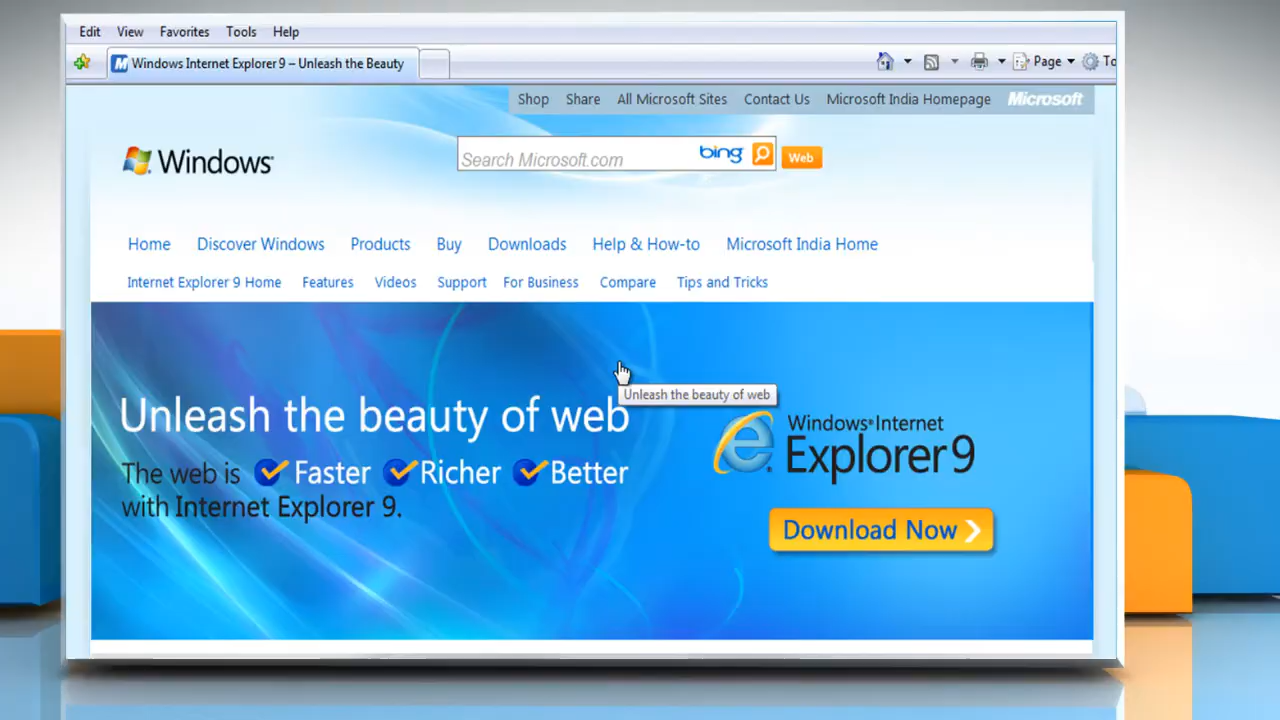 Edit View Favorites Tools Help
Windows Internet Explorer 9 – Unleash the Beauty
Page
Shop Share All Microsoft Sites Contact Us Microsoft India Homepage Microsoft
Windows
Search Microsoft.com bing Web
Home Discover Windows Products Buy Downloads Help & How-to Microsoft India Home
Internet Explorer 9 Home Features Videos Support For Business Compare Tips and Tricks
Unleash the beauty of web
Unleash the beauty of web
The web is Faster Richer Better
with Internet Explorer 9.
Windows® Internet
Explorer 9
Download Now